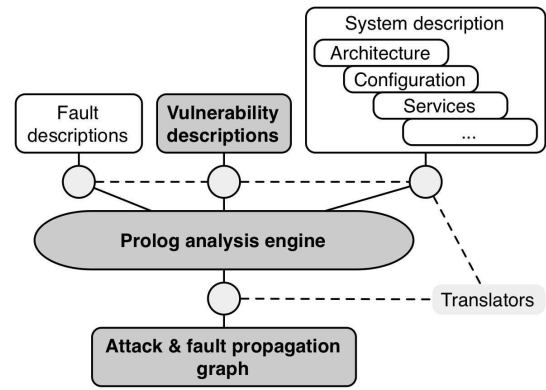 System description
Architecture
Configuration
Services
...
Fault
descriptions
Vulnerability
descriptions
Prolog analysis engine
Translators
Attack & fault propagation
graph